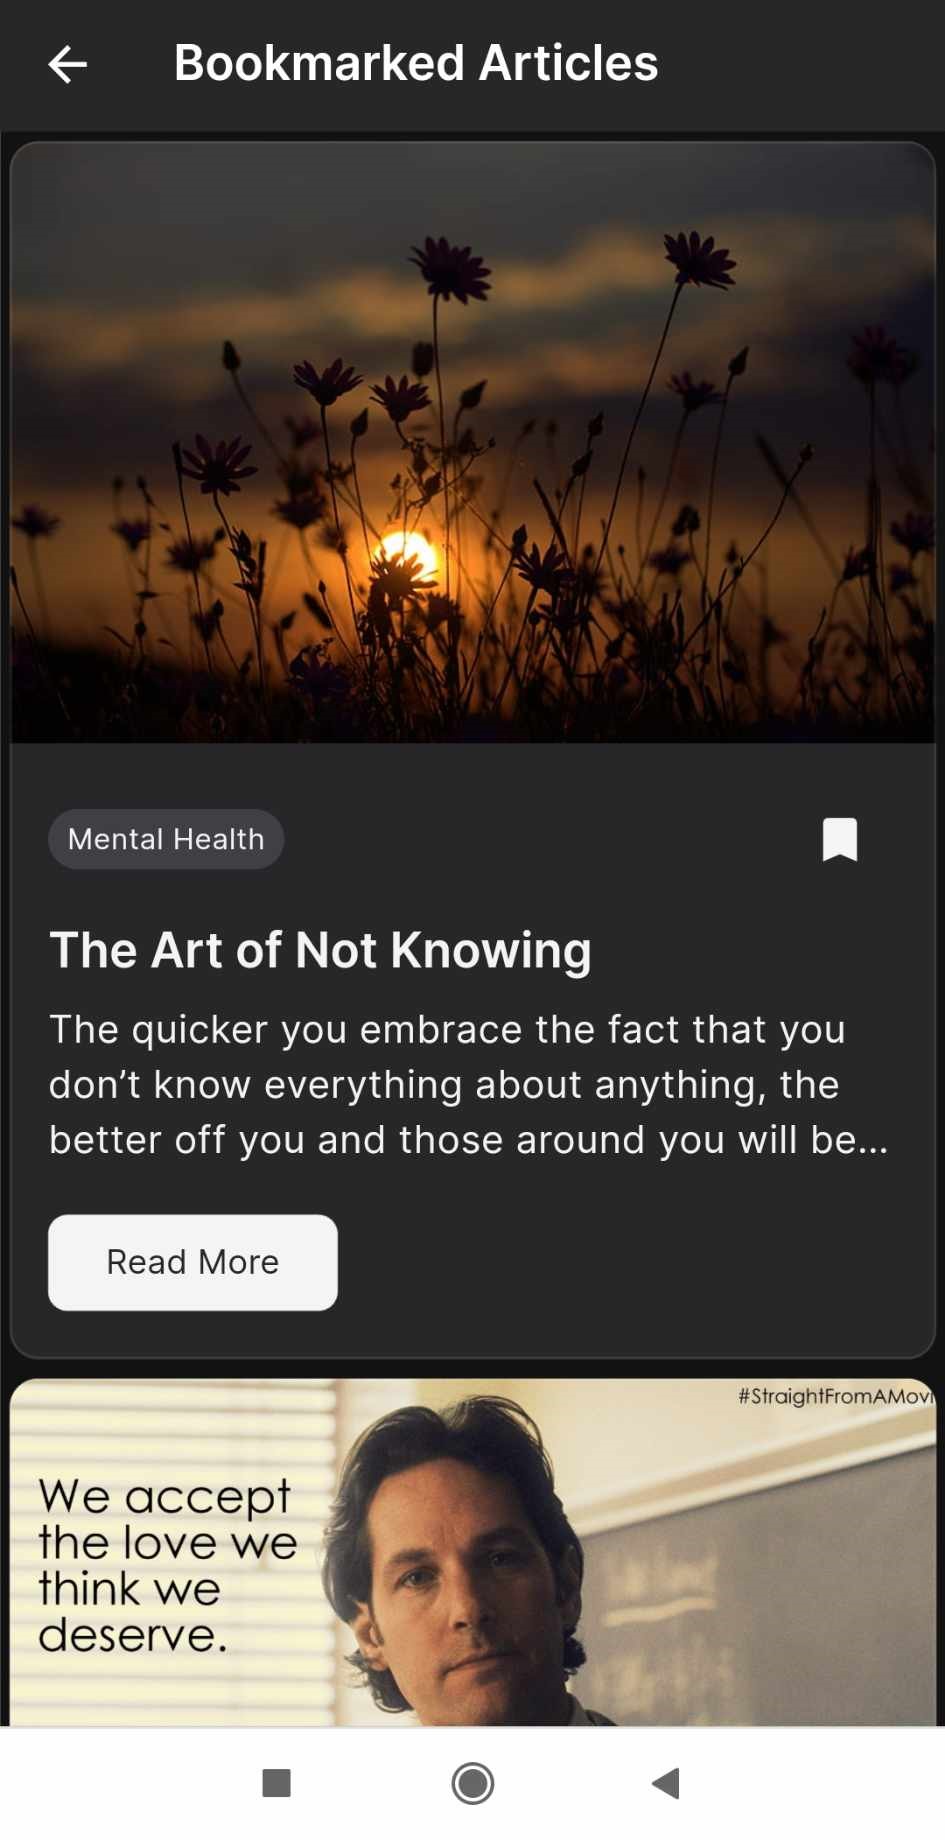 Bookmarked Articles
Mental Health
The Art of Not Knowing
The quicker you embrace the fact that you
don’t know everything about anything, the
better off you and those around you will be...
Read More
#StraightFromAMovi
We accept
the love we
think we
deserve.